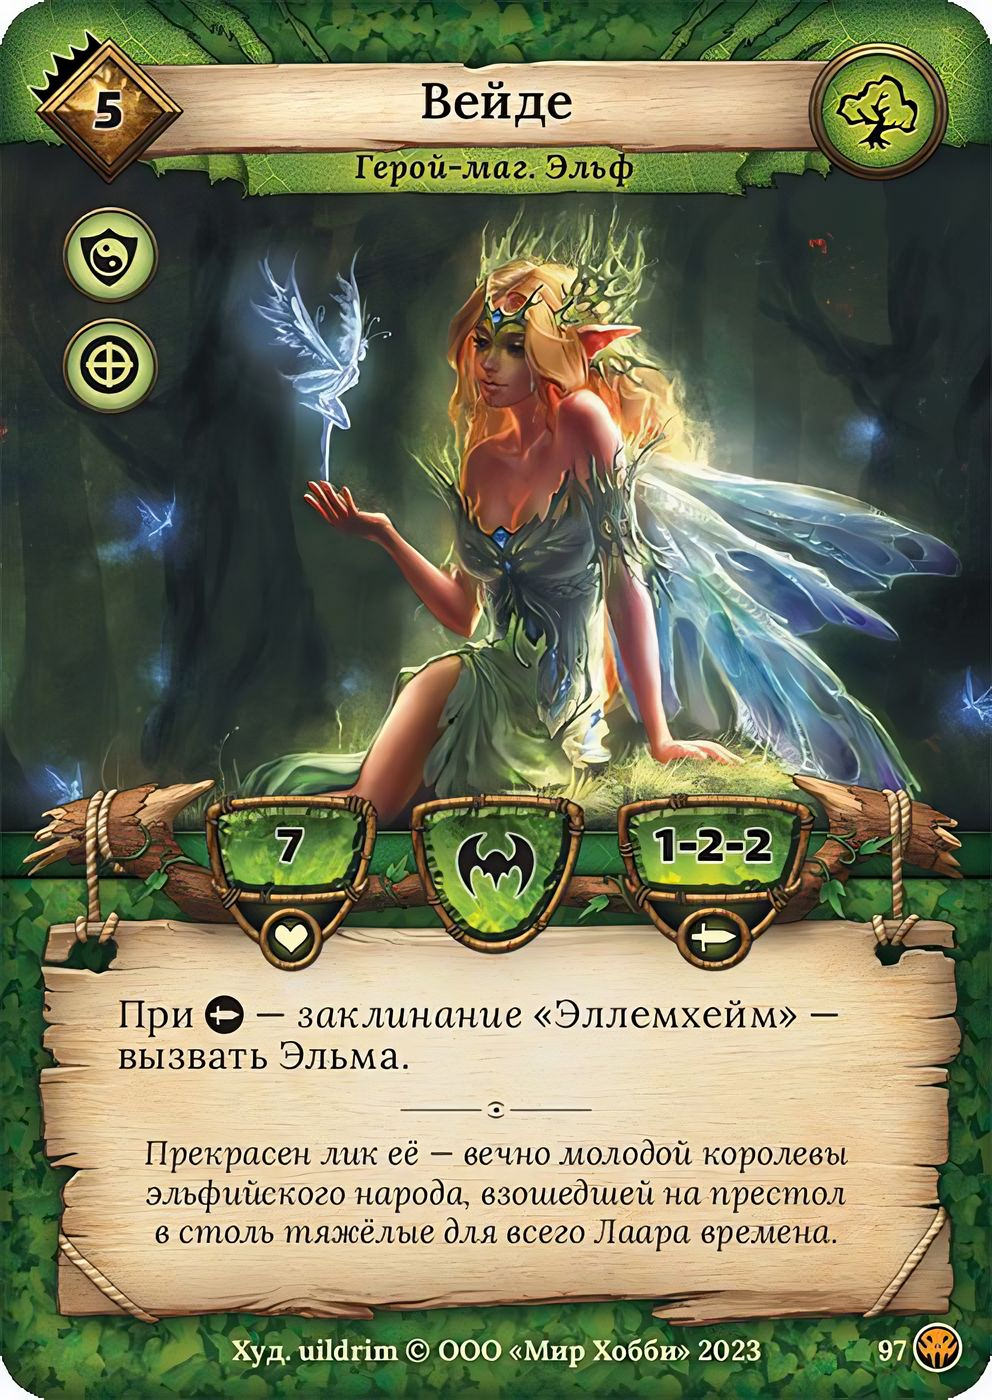 5
Вейде
Герой-маг. Эльф
7
1-2-2
При — заклинание «Эллемхейм» —
вызвать Эльма.
Прекрасен лик её — вечно молодой королевы
эльфийского народа, взошедшей на престол
в столь тяжёлые для всего Лаара времена.
Худ. uildrim © ООО «Мир Хобби» 2023
97